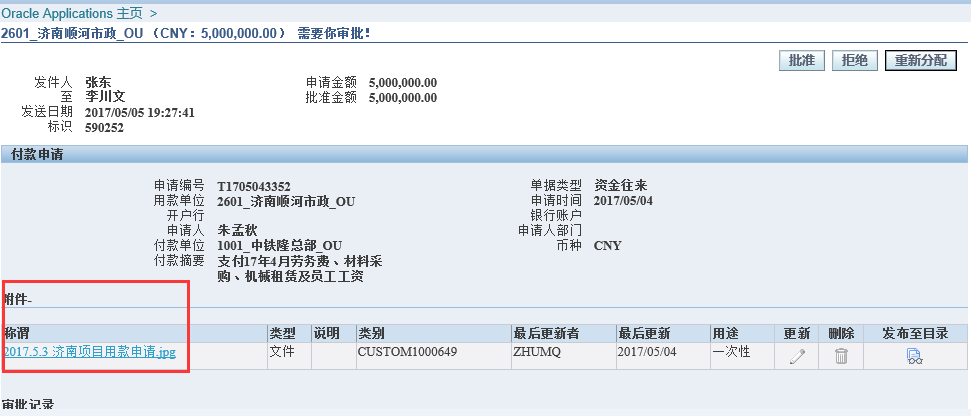 Oracle Applications 主页 >
2601_济南顺河市政_OU （CNY：5,000,000.00） 需要你审批！
批准 拒绝 重新分配
发件人 张东 申请金额 5,000,000.00
至 李川文 批准金额 5,000,000.00
发送日期 2017/05/05 19:27:41
标识 590252
付款申请
申请编号 T1705043352 单据类型 资金往来
用款单位 2601_济南顺河市政_OU 申请时间 2017/05/04
开户行 银行账户
申请人 朱孟秋 申请人部门
付款单位 1001_中铁隆总部_OU 币种 CNY
付款摘要 支付17年4月劳务费、材料采
购、机械租赁及员工工资
附件-
称谓 类型 说明 类别 最后更新者 最后更新 用途 更新 删除 发布至目录
2017.5.3 济南项目用款申请.jpg 文件 CUSTOM1000649 ZHUMQ 2017/05/04 一次性
审批记录